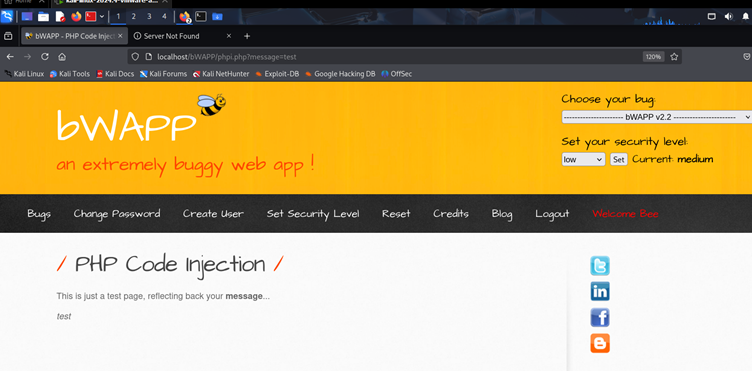 Home
1 2 3 4
bWAPP - PHP Code Inject
Server Not Found
localhost/bWAPP/phpi.php?message=test
120%
Kali Linux Kali Tools Kali Docs Kali Forums Kali NetHunter Exploit-DB Google Hacking DB OffSec
bWAPP
an extremely buggy web app !
Choose your bug:
---------------------- bWAPP v2.2 -----------------------
Set your security level:
low Set Current: medium
Bugs Change Password Create User Set Security Level Reset Credits Blog Logout Welcome Bee
/ PHP Code Injection /
This is just a test page, reflecting back your message...
test